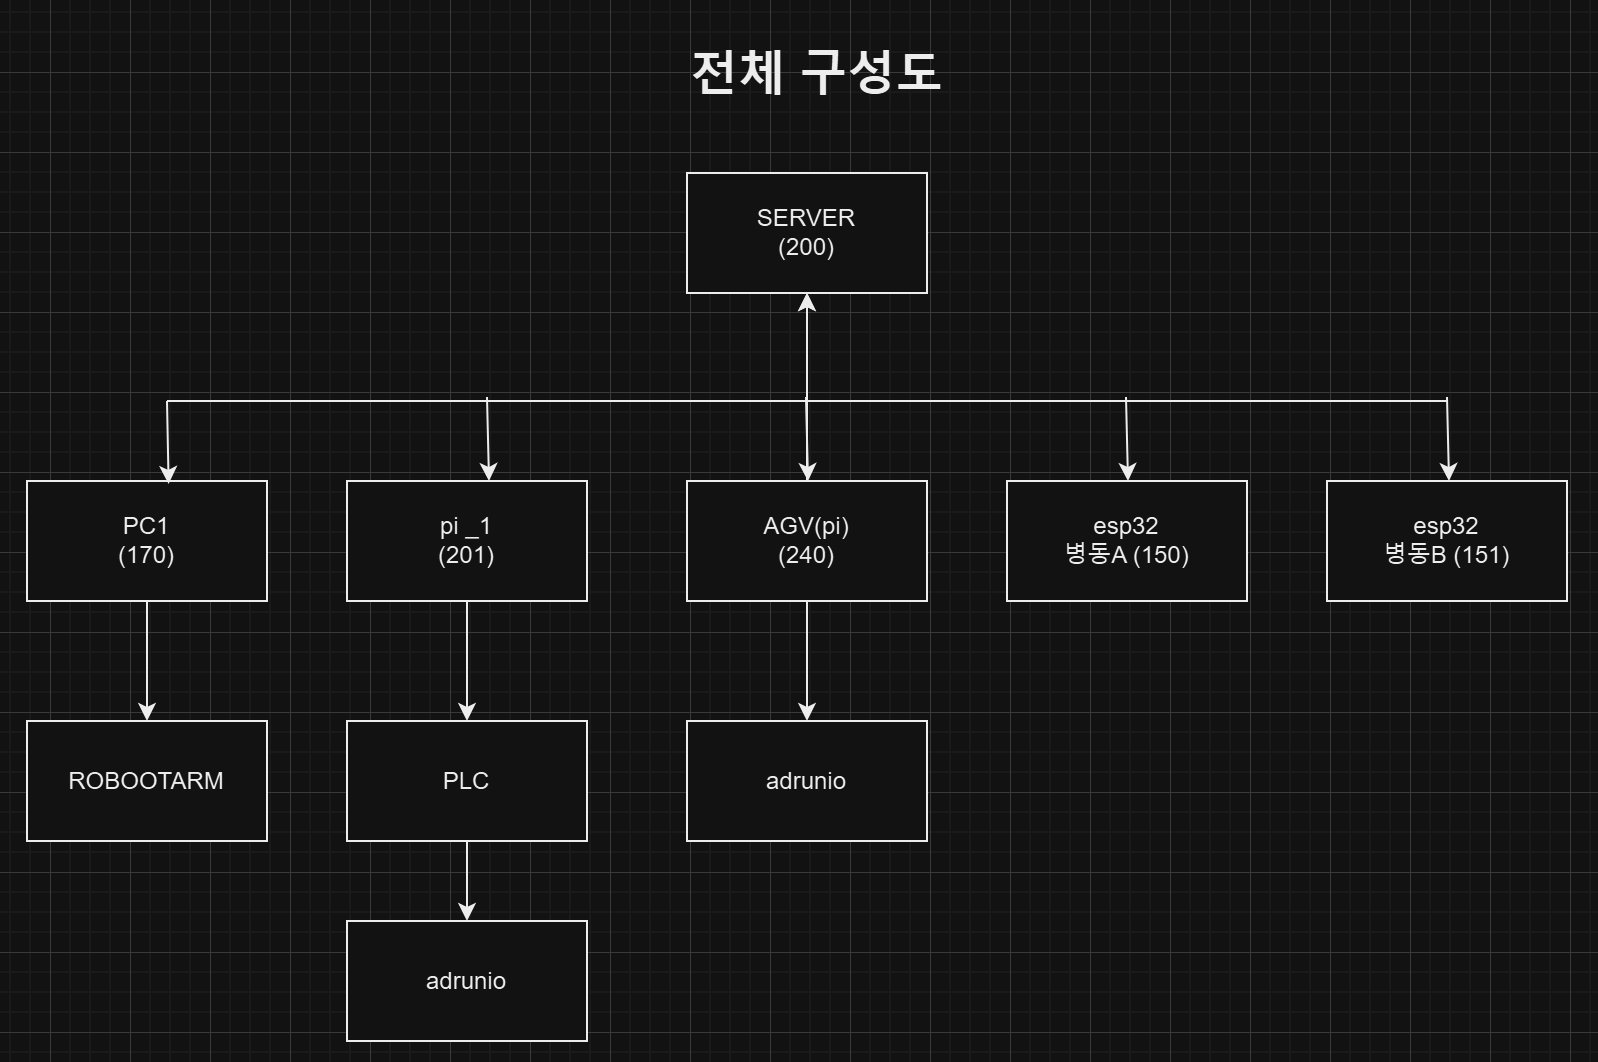 전체 구성도
SERVER
(200)
PC1
(170)
pi _1
(201)
AGV(pi)
(240)
esp32
병동A (150)
esp32
병동B (151)
ROBOOTARM
PLC
adrunio
adrunio